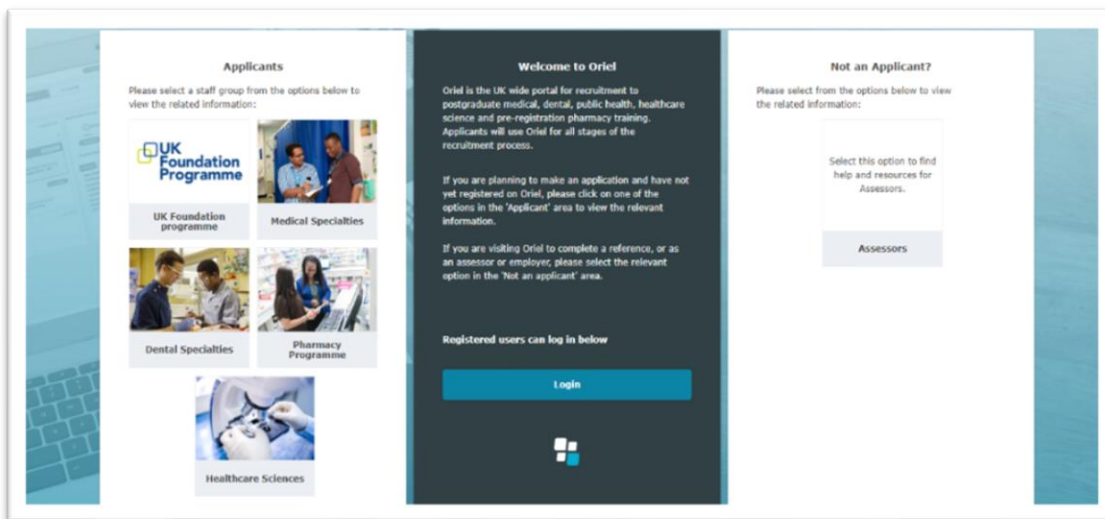 Applicants
Please select a staff group from the options below to
view the related information:
UK
Foundation
Programme
UK Foundation
programme
Medical Specialties
Dental Specialties
Pharmacy
Programme
Healthcare Sciences
Welcome to Oriel
Oriel is the UK wide portal for recruitment to
postgraduate medical, dental, public health, healthcare
science and pre-registration pharmacy training.
Applicants will use Oriel for all stages of the
recruitment process.
If you are planning to make an application and have not
yet registered on Oriel, please click on one of the
options in the 'Applicant' area to view the relevant
information.
If you are visiting Oriel to complete a reference, or as
an assessor or employer, please select the relevant
option in the 'Not an applicant' area.
Registered users can log in below
Login
Not an Applicant?
Please select from the options below to view
the related information:
Select this option to find
help and resources for
Assessors.
Assessors